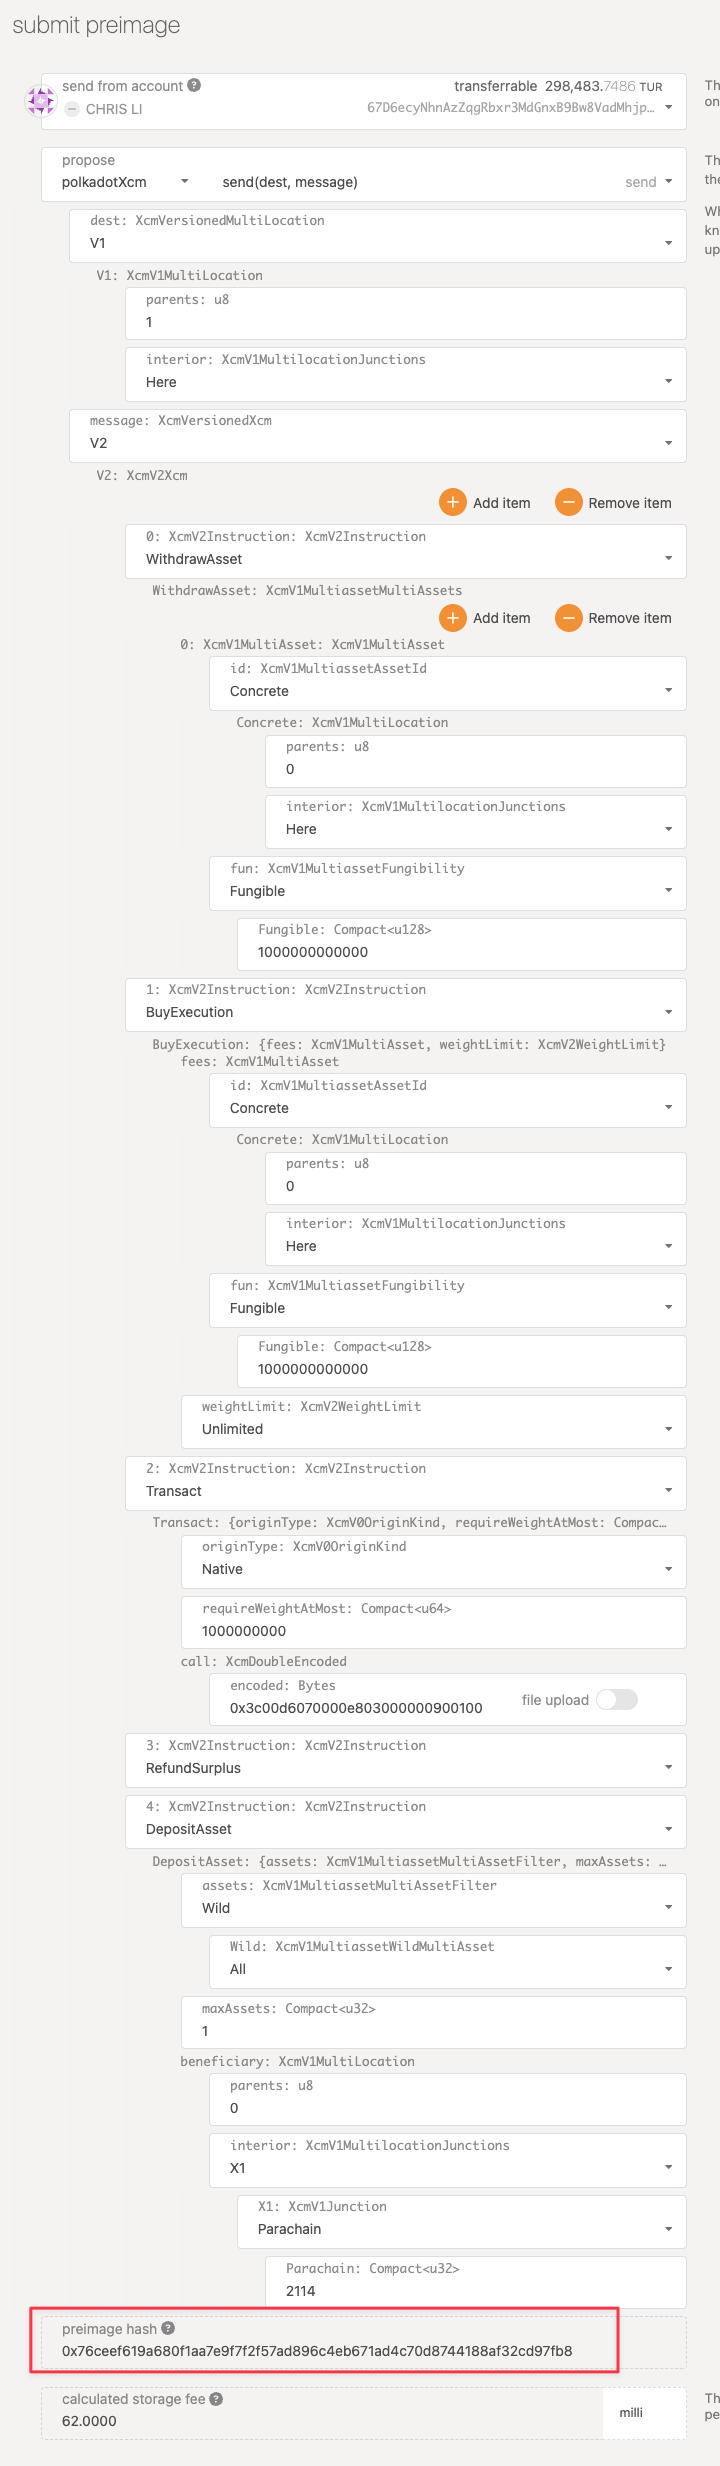 submit preimage
send from account ? transferrable 298,483.7486 TUR
CHRIS LI 67D6ecyNhnAzZqgRbxr3MdGnxB9Bw8VadMhjp…
Th
on
propose
polkadotXcm send(dest, message) send
Th
the
Wh
kn
up
dest: XcmVersionedMultiLocation
V1
V1: XcmV1MultiLocation
parents: u8
1
interior: XcmV1MultilocationJunctions
Here
message: XcmVersionedXcm
V2
V2: XcmV2Xcm
+ Add item − Remove item
0: XcmV2Instruction: XcmV2Instruction
WithdrawAsset
WithdrawAsset: XcmV1MultiassetMultiAssets
+ Add item − Remove item
0: XcmV1MultiAsset: XcmV1MultiAsset
id: XcmV1MultiassetAssetId
Concrete
Concrete: XcmV1MultiLocation
parents: u8
0
interior: XcmV1MultilocationJunctions
Here
fun: XcmV1MultiassetFungibility
Fungible
Fungible: Compact<u128>
1000000000000
1: XcmV2Instruction: XcmV2Instruction
BuyExecution
BuyExecution: {fees: XcmV1MultiAsset, weightLimit: XcmV2WeightLimit}
fees: XcmV1MultiAsset
id: XcmV1MultiassetAssetId
Concrete
Concrete: XcmV1MultiLocation
parents: u8
0
interior: XcmV1MultilocationJunctions
Here
fun: XcmV1MultiassetFungibility
Fungible
Fungible: Compact<u128>
1000000000000
weightLimit: XcmV2WeightLimit
Unlimited
2: XcmV2Instruction: XcmV2Instruction
Transact
Transact: {originType: XcmV0OriginKind, requireWeightAtMost: Compac…
originType: XcmV0OriginKind
Native
requireWeightAtMost: Compact<u64>
1000000000
call: XcmDoubleEncoded
encoded: Bytes
0x3c00d6070000e803000000900100 file upload
3: XcmV2Instruction: XcmV2Instruction
RefundSurplus
4: XcmV2Instruction: XcmV2Instruction
DepositAsset
DepositAsset: {assets: XcmV1MultiassetMultiAssetFilter, maxAssets: …
assets: XcmV1MultiassetMultiAssetFilter
Wild
Wild: XcmV1MultiassetWildMultiAsset
All
maxAssets: Compact<u32>
1
beneficiary: XcmV1MultiLocation
parents: u8
0
interior: XcmV1MultilocationJunctions
X1
X1: XcmV1Junction
Parachain
Parachain: Compact<u32>
2114
preimage hash ?
0x76ceef619a680f1aa7e9f7f2f57ad896c4eb671ad4c70d8744188af32cd97fb8
calculated storage fee ?
62.0000 milli
Th
pe